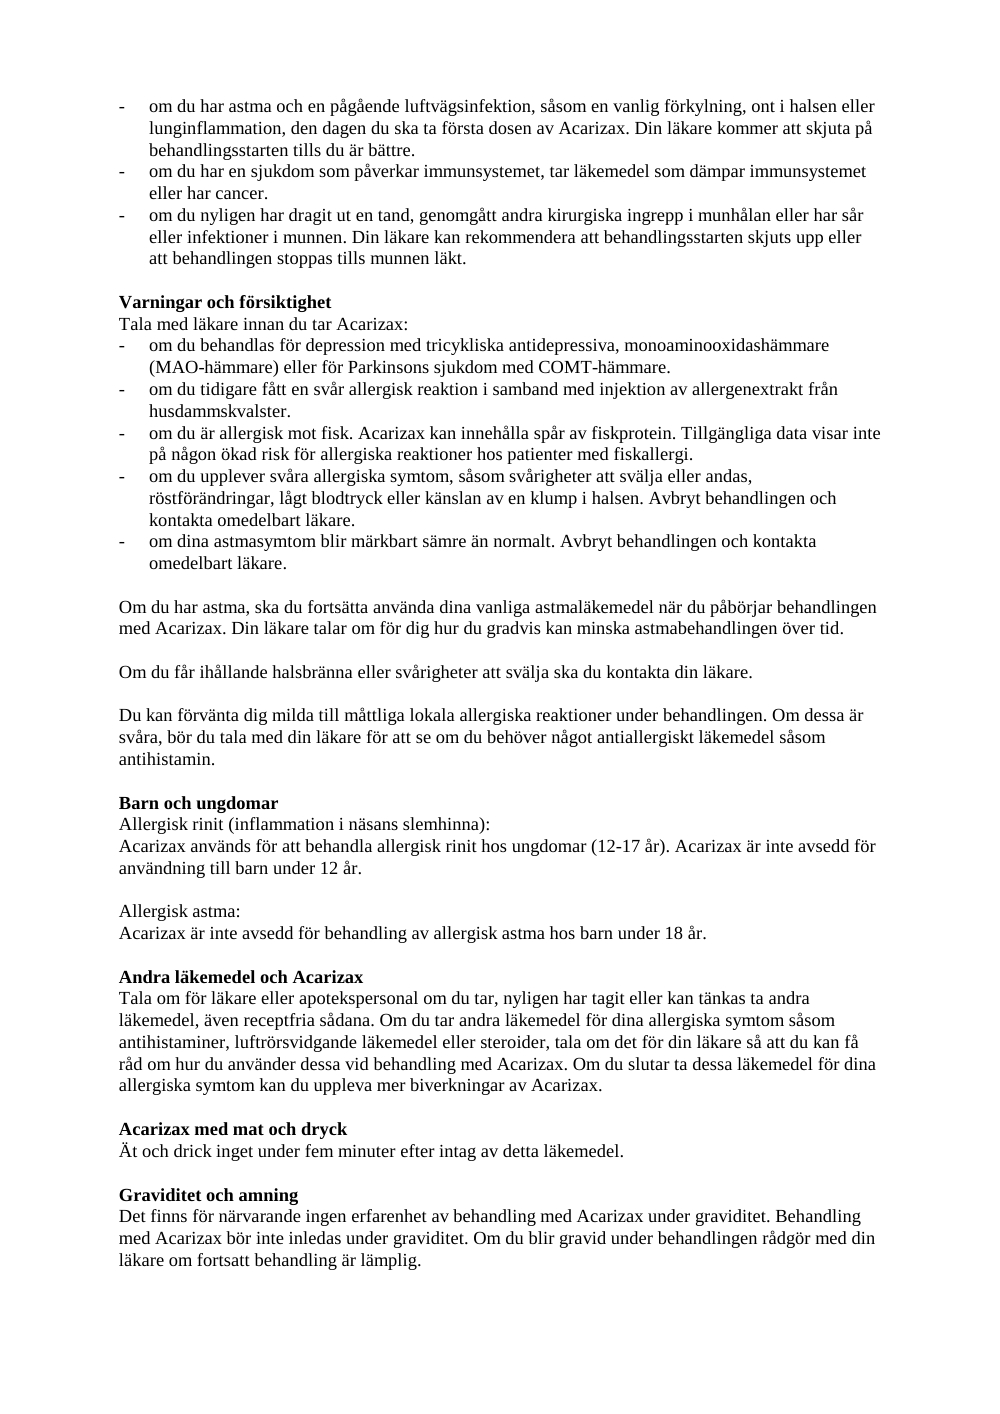 - om du har astma och en pågående luftvägsinfektion, såsom en vanlig förkylning, ont i halsen eller
lunginflammation, den dagen du ska ta första dosen av Acarizax. Din läkare kommer att skjuta på
behandlingsstarten tills du är bättre.
- om du har en sjukdom som påverkar immunsystemet, tar läkemedel som dämpar immunsystemet
eller har cancer.
- om du nyligen har dragit ut en tand, genomgått andra kirurgiska ingrepp i munhålan eller har sår
eller infektioner i munnen. Din läkare kan rekommendera att behandlingsstarten skjuts upp eller
att behandlingen stoppas tills munnen läkt.
Varningar och försiktighet
Tala med läkare innan du tar Acarizax:
- om du behandlas för depression med tricykliska antidepressiva, monoaminooxidashämmare
(MAO-hämmare) eller för Parkinsons sjukdom med COMT-hämmare.
- om du tidigare fått en svår allergisk reaktion i samband med injektion av allergenextrakt från
husdammskvalster.
- om du är allergisk mot fisk. Acarizax kan innehålla spår av fiskprotein. Tillgängliga data visar inte
på någon ökad risk för allergiska reaktioner hos patienter med fiskallergi.
- om du upplever svåra allergiska symtom, såsom svårigheter att svälja eller andas,
röstförändringar, lågt blodtryck eller känslan av en klump i halsen. Avbryt behandlingen och
kontakta omedelbart läkare.
- om dina astmasymtom blir märkbart sämre än normalt. Avbryt behandlingen och kontakta
omedelbart läkare.
Om du har astma, ska du fortsätta använda dina vanliga astmaläkemedel när du påbörjar behandlingen
med Acarizax. Din läkare talar om för dig hur du gradvis kan minska astmabehandlingen över tid.
Om du får ihållande halsbränna eller svårigheter att svälja ska du kontakta din läkare.
Du kan förvänta dig milda till måttliga lokala allergiska reaktioner under behandlingen. Om dessa är
svåra, bör du tala med din läkare för att se om du behöver något antiallergiskt läkemedel såsom
antihistamin.
Barn och ungdomar
Allergisk rinit (inflammation i näsans slemhinna):
Acarizax används för att behandla allergisk rinit hos ungdomar (12-17 år). Acarizax är inte avsedd för
användning till barn under 12 år.
Allergisk astma:
Acarizax är inte avsedd för behandling av allergisk astma hos barn under 18 år.
Andra läkemedel och Acarizax
Tala om för läkare eller apotekspersonal om du tar, nyligen har tagit eller kan tänkas ta andra
läkemedel, även receptfria sådana. Om du tar andra läkemedel för dina allergiska symtom såsom
antihistaminer, luftrörsvidgande läkemedel eller steroider, tala om det för din läkare så att du kan få
råd om hur du använder dessa vid behandling med Acarizax. Om du slutar ta dessa läkemedel för dina
allergiska symtom kan du uppleva mer biverkningar av Acarizax.
Acarizax med mat och dryck
Ät och drick inget under fem minuter efter intag av detta läkemedel.
Graviditet och amning
Det finns för närvarande ingen erfarenhet av behandling med Acarizax under graviditet. Behandling
med Acarizax bör inte inledas under graviditet. Om du blir gravid under behandlingen rådgör med din
läkare om fortsatt behandling är lämplig.